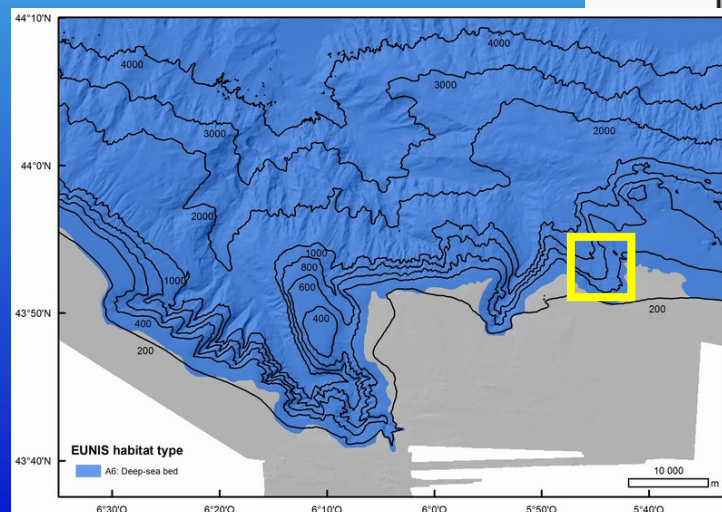 44°10'N
4000
4000
3000
3000
2000
44°0'N
2000
1000
1000
800
600
43°50'N
400
400
200
200
EUNIS habitat type
A6: Deep-sea bed
43°40'N
10 000
m
6°30'O 6°20'O 6°10'O 6°0'O 5°50'O 5°40'O